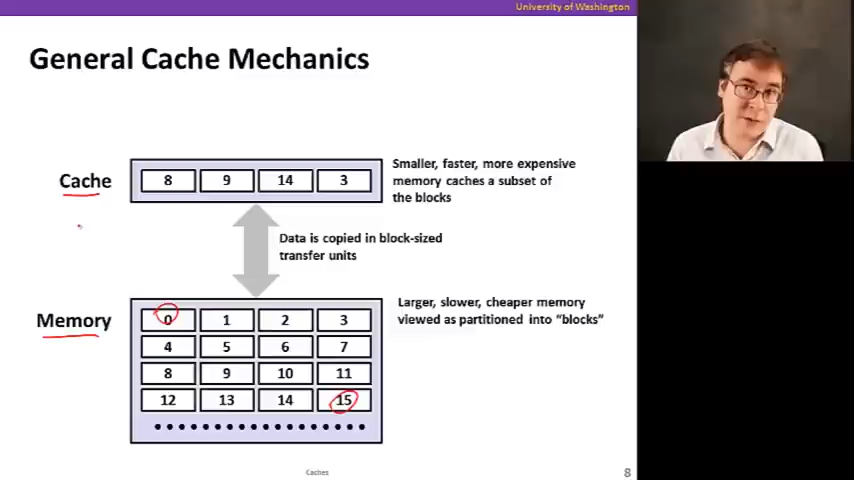 University of Washington
General Cache Mechanics
Cache
8 9 14 3
Smaller, faster, more expensive
memory caches a subset of
the blocks
Data is copied in block-sized
transfer units
Memory
0 1 2 3
4 5 6 7
8 9 10 11
12 13 14 15
Larger, slower, cheaper memory
viewed as partitioned into “blocks”
Caches
8